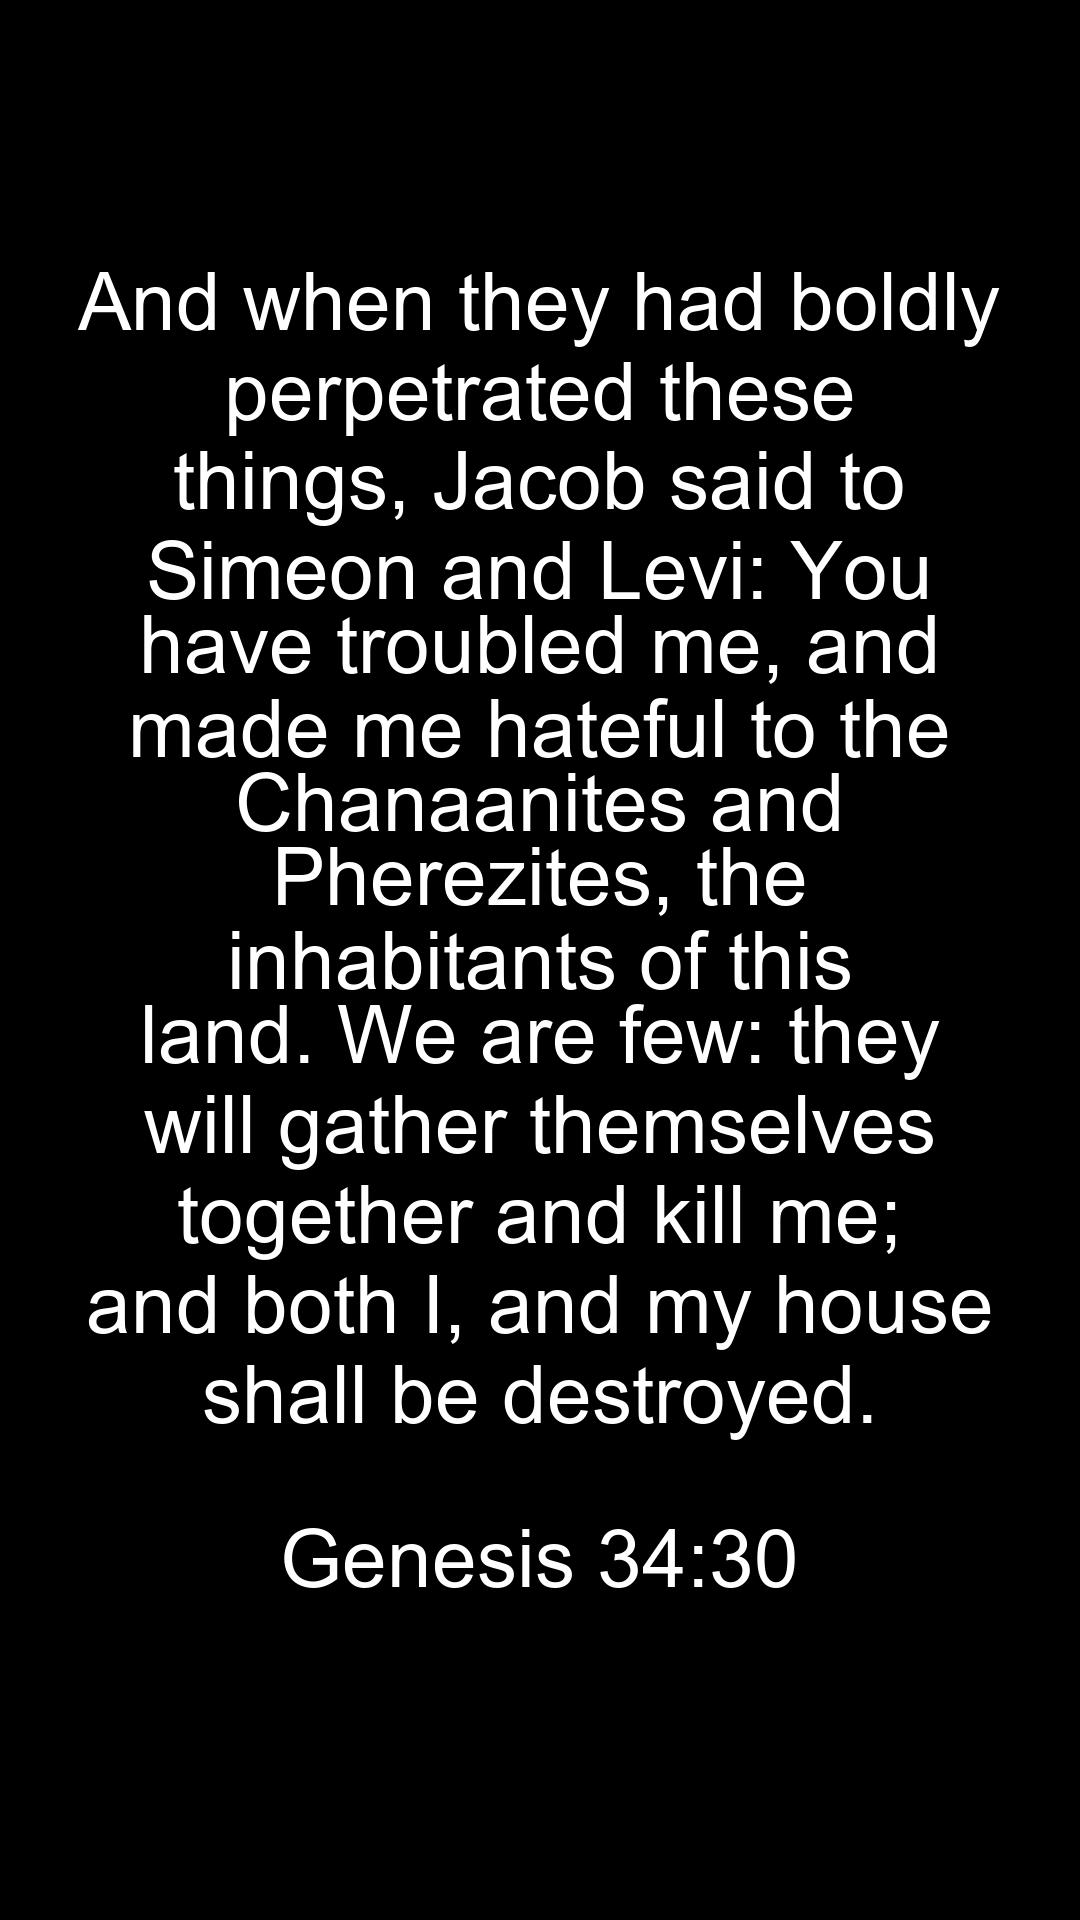 And when they had boldly
perpetrated these
things, Jacob said to
Simeon and Levi: You
have troubled me, and
made me hateful to the
Chanaanites and
Pherezites, the
inhabitants of this
land. We are few: they
will gather themselves
together and kill me;
and both I, and my house
shall be destroyed.
Genesis 34:30